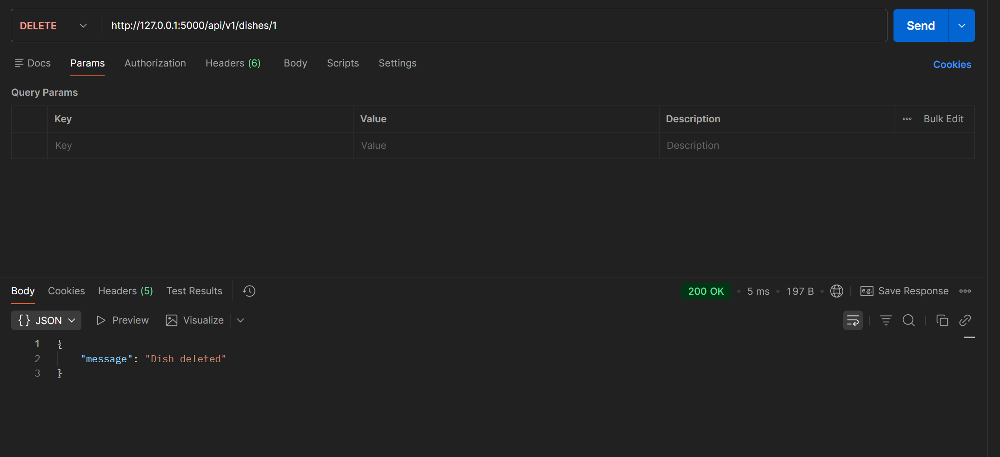 DELETE http://127.0.0.1:5000/api/v1/dishes/1 Send
Docs Params Authorization Headers (6) Body Scripts Settings Cookies
Query Params
Key Value Description Bulk Edit
Key Value Description
Body Cookies Headers (5) Test Results 200 OK • 5 ms • 197 B • e.g. Save Response
{} JSON Preview Visualize
1 {
2 "message": "Dish deleted"
3 }